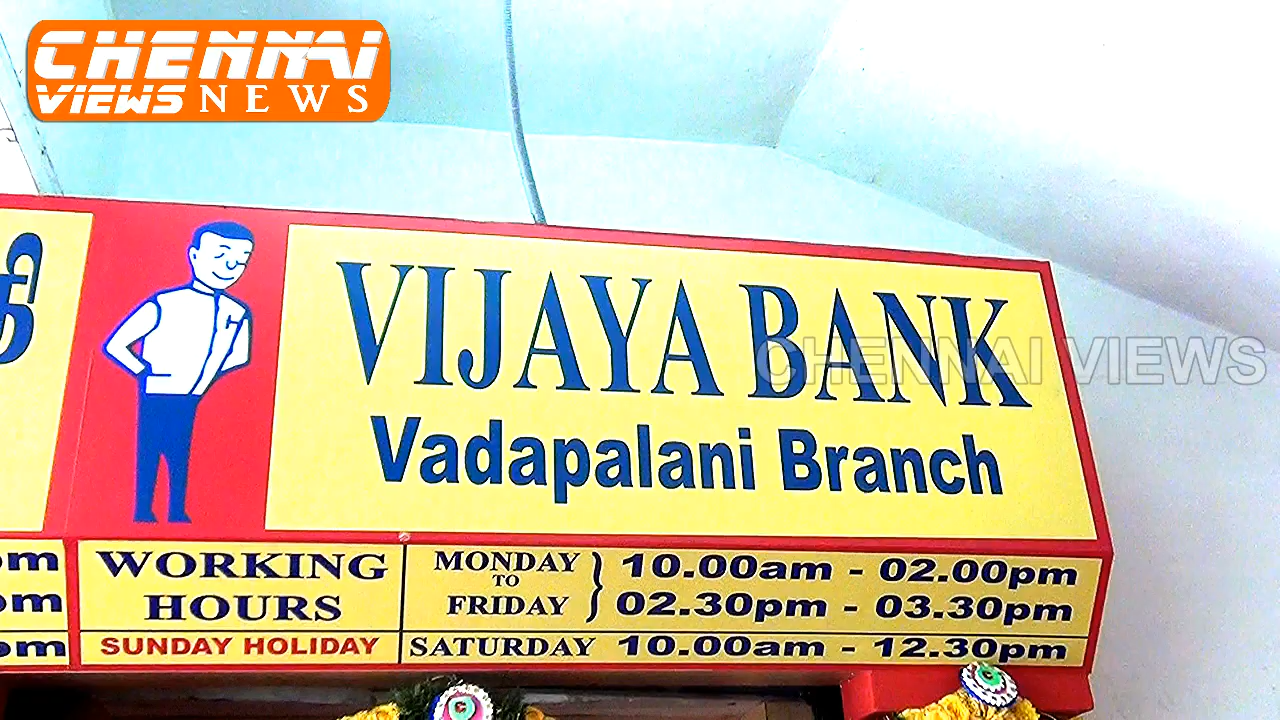 CHENNAI
VIEWS NEWS
VIJAYA BANK
CHENNAI VIEWS
Vadapalani Branch
WORKING HOURS
MONDAY TO FRIDAY } 10.00am - 02.00pm
02.30pm - 03.30pm
SUNDAY HOLIDAY
SATURDAY 10.00am - 12.30pm